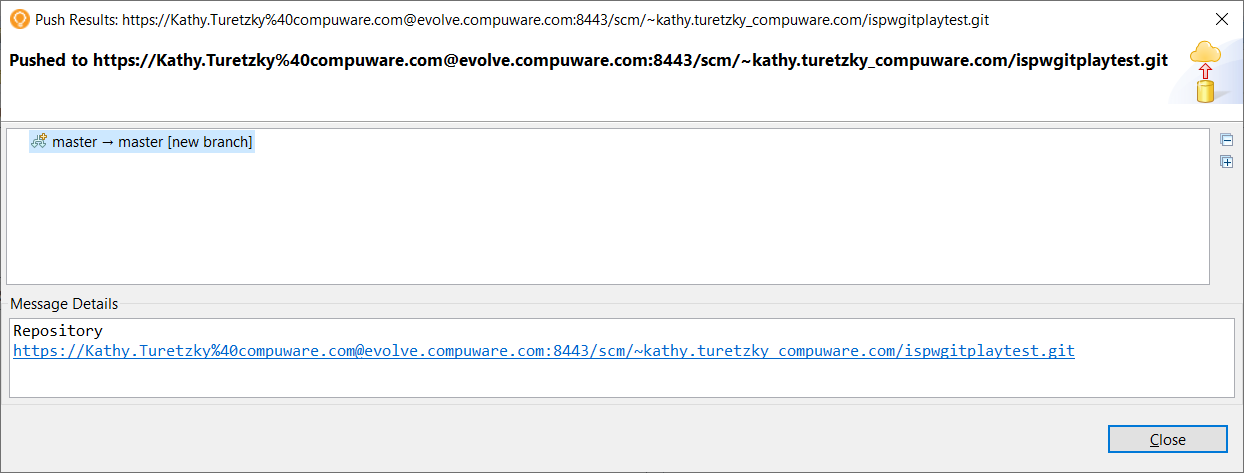 Push Results: https://Kathy.Turetzky%40compuware.com@evolve.compuware.com:8443/scm/~kathy.turetzky_compuware.com/ispwgitplaytest.git
Pushed to https://Kathy.Turetzky%40compuware.com@evolve.compuware.com:8443/scm/~kathy.turetzky_compuware.com/ispwgitplaytest.git
master → master [new branch]
Message Details
Repository
https://Kathy.Turetzky%40compuware.com@evolve.compuware.com:8443/scm/~kathy.turetzky_compuware.com/ispwgitplaytest.git
Close